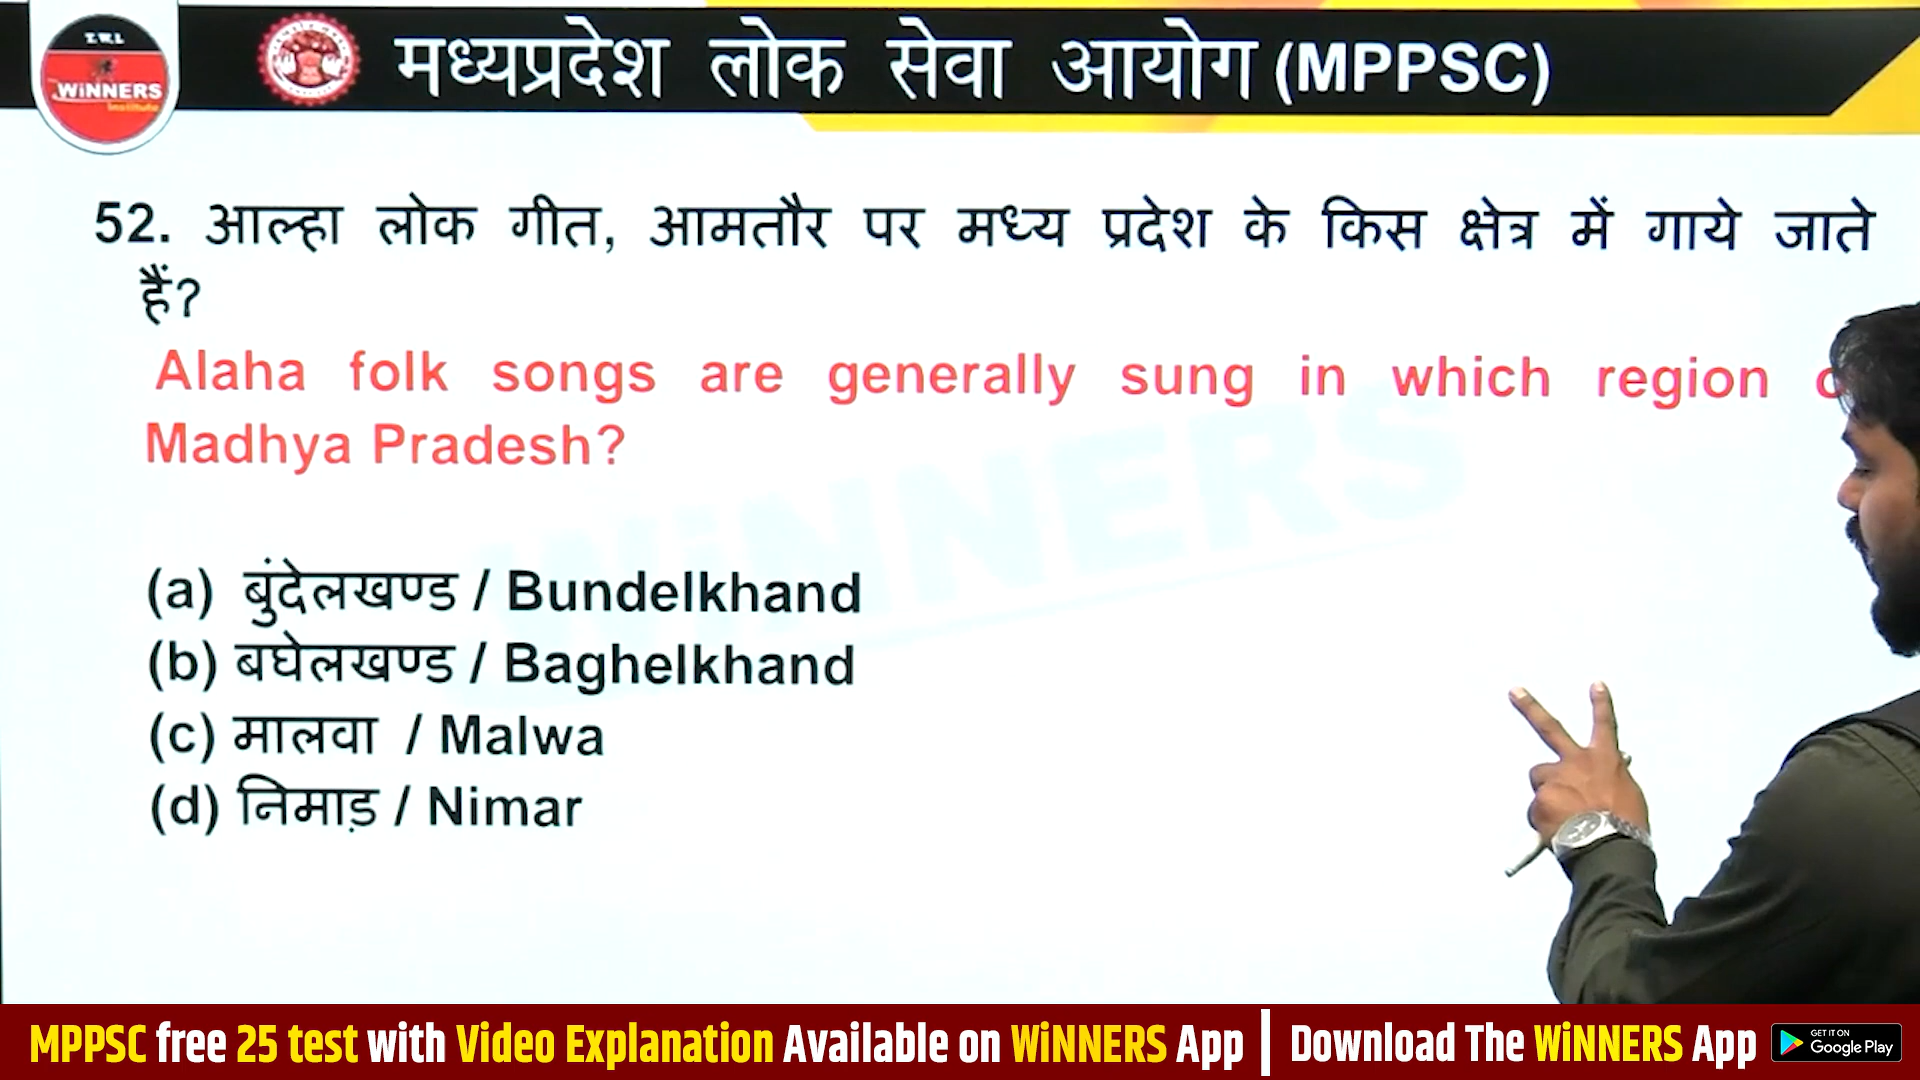 T.W.I.
WiNNERS
Institute
मध्यप्रदेश लोक सेवा आयोग (MPPSC)
52. आल्हा लोक गीत, आमतौर पर मध्य प्रदेश के किस क्षेत्र में गाये जाते
हैं?
Alaha folk songs are generally sung in which region
Madhya Pradesh?
WiNNERS
(a) बुंदेलखण्ड / Bundelkhand
(b) बघेलखण्ड / Baghelkhand
(c) मालवा / Malwa
(d) निमाड़ / Nimar
MPPSC free 25 test with Video Explanation Available on WiNNERS App | Download The WiNNERS App
GET IT ON
Google Play